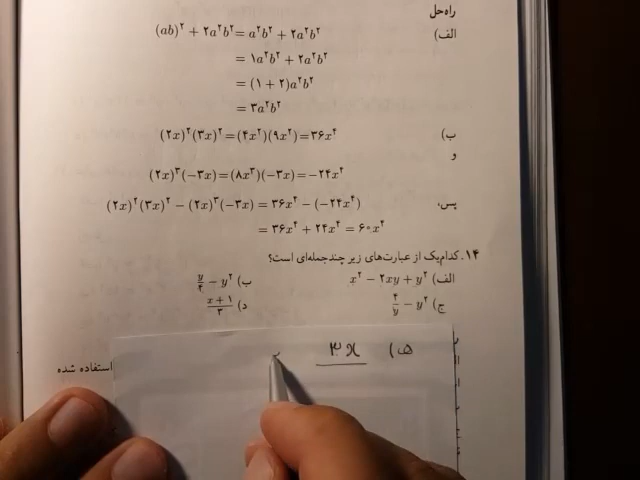 راه‌حل
الف) (ab)^۲ + ۲a^۲b^۲ = a^۲b^۲ + ۲a^۲b^۲
= ۱a^۲b^۲ + ۲a^۲b^۲
= (۱ + ۲)a^۲b^۲
= ۳a^۲b^۲
ب) (۲x)^۲(۳x)^۲ = (۴x^۲)(۹x^۲) = ۳۶x^۴
و
(۲x)^۳(−۳x) = (۸x^۳)(−۳x) = −۲۴x^۴
پس، (۲x)^۲(۳x)^۲ − (۲x)^۳(−۳x) = ۳۶x^۴ − (−۲۴x^۴)
= ۳۶x^۴ + ۲۴x^۴ = ۶۰x^۴
۱۴. کدام‌یک از عبارت‌های زیر چندجمله‌ای است؟
الف) x^۲ − ۲xy + y^۲ ب) y/۴ − y^۲
ج) ۴/y − y^۲ د) (x + ۱)/۳
ه) ۳x
استفاده شده